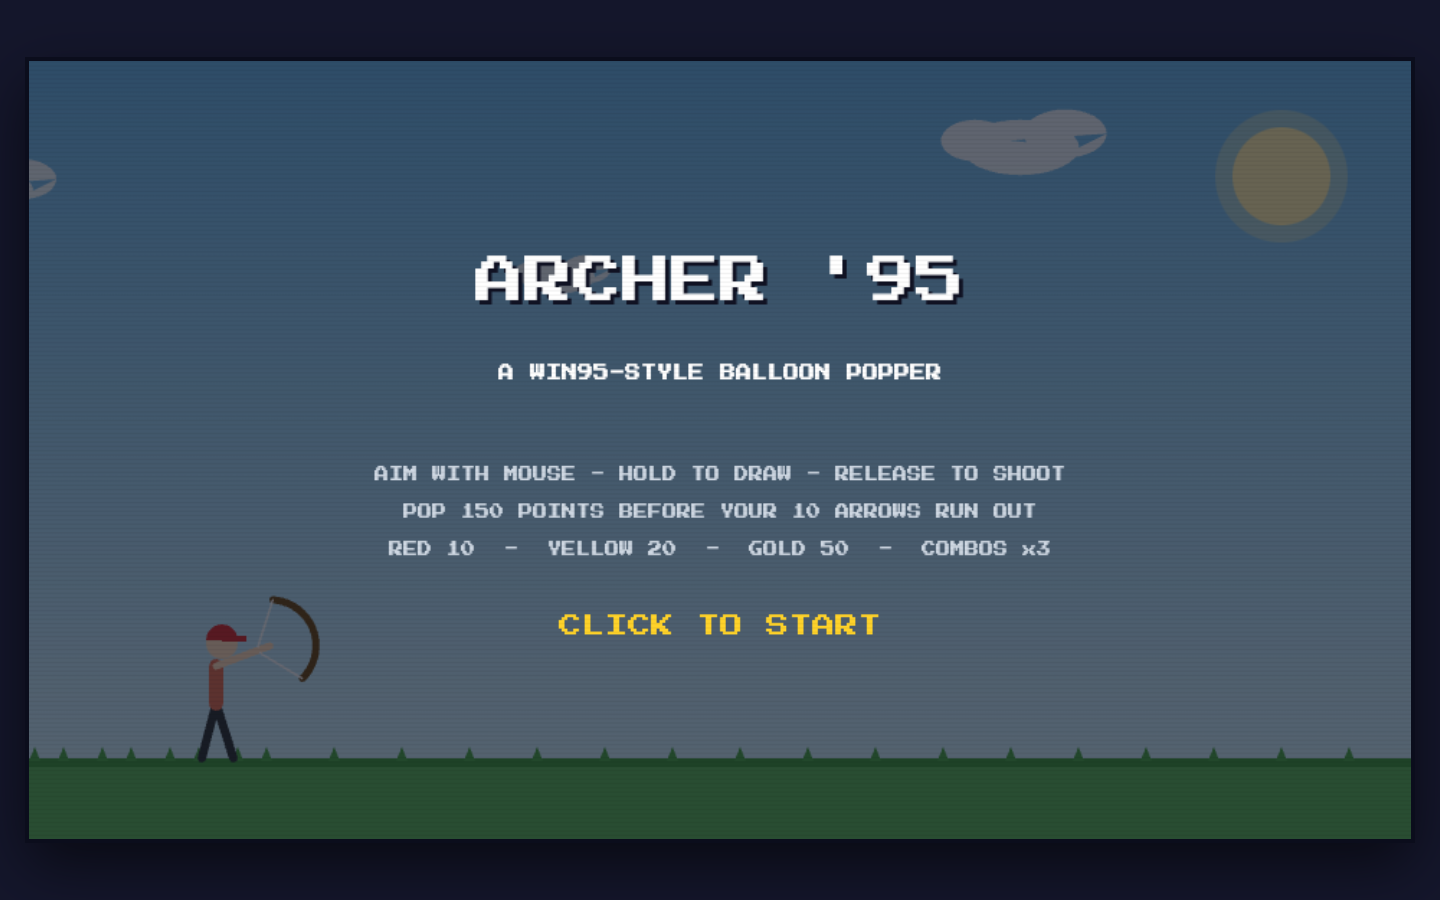 ARCHER '95
A WIN95-STYLE BALLOON POPPER
AIM WITH MOUSE - HOLD TO DRAW - RELEASE TO SHOOT
POP 150 POINTS BEFORE YOUR 10 ARROWS RUN OUT
RED 10 - YELLOW 20 - GOLD 50 - COMBOS x3
CLICK TO START